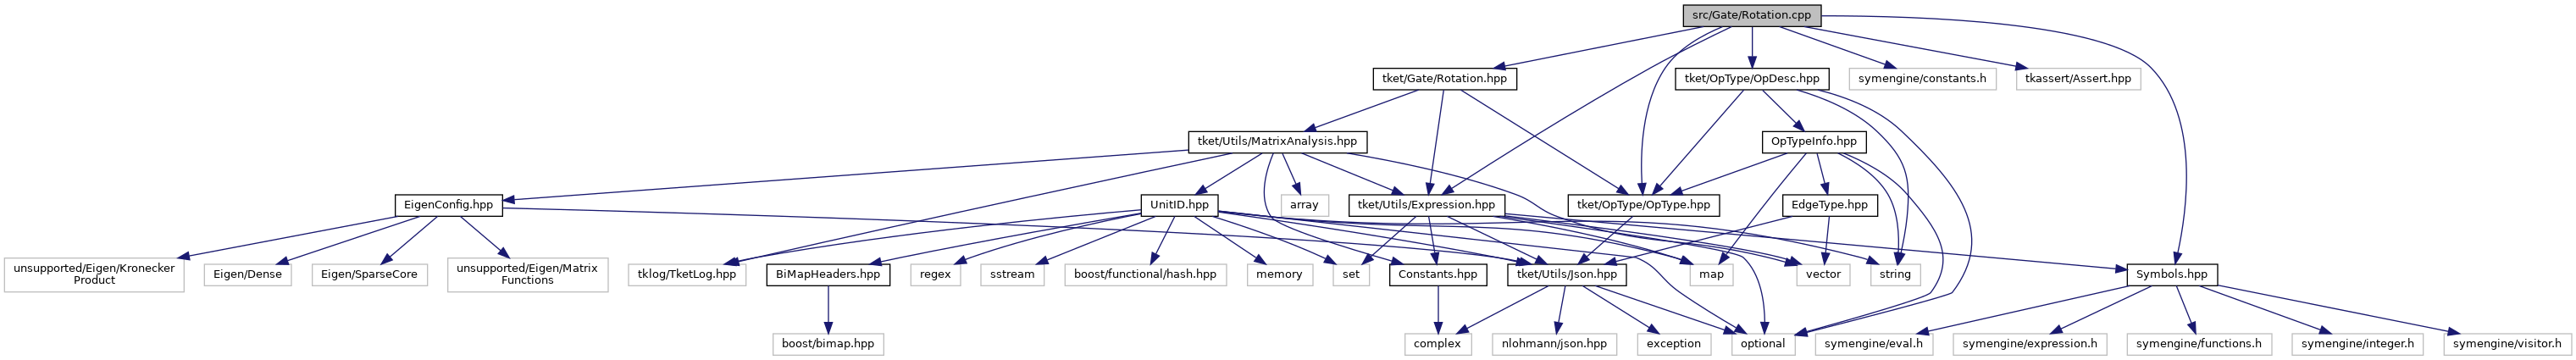 src/Gate/Rotation.cpp
tket/Gate/Rotation.hpp
tket/OpType/OpDesc.hpp
symengine/constants.h
tkassert/Assert.hpp
tket/Utils/MatrixAnalysis.hpp
OpTypeInfo.hpp
EigenConfig.hpp
UnitID.hpp
array
tket/Utils/Expression.hpp
tket/OpType/OpType.hpp
EdgeType.hpp
unsupported/Eigen/Kronecker
Product
Eigen/Dense
Eigen/SparseCore
unsupported/Eigen/Matrix
Functions
tklog/TketLog.hpp
BiMapHeaders.hpp
regex
sstream
boost/functional/hash.hpp
memory
set
Constants.hpp
tket/Utils/Json.hpp
map
vector
string
Symbols.hpp
boost/bimap.hpp
complex
nlohmann/json.hpp
exception
optional
symengine/eval.h
symengine/expression.h
symengine/functions.h
symengine/integer.h
symengine/visitor.h